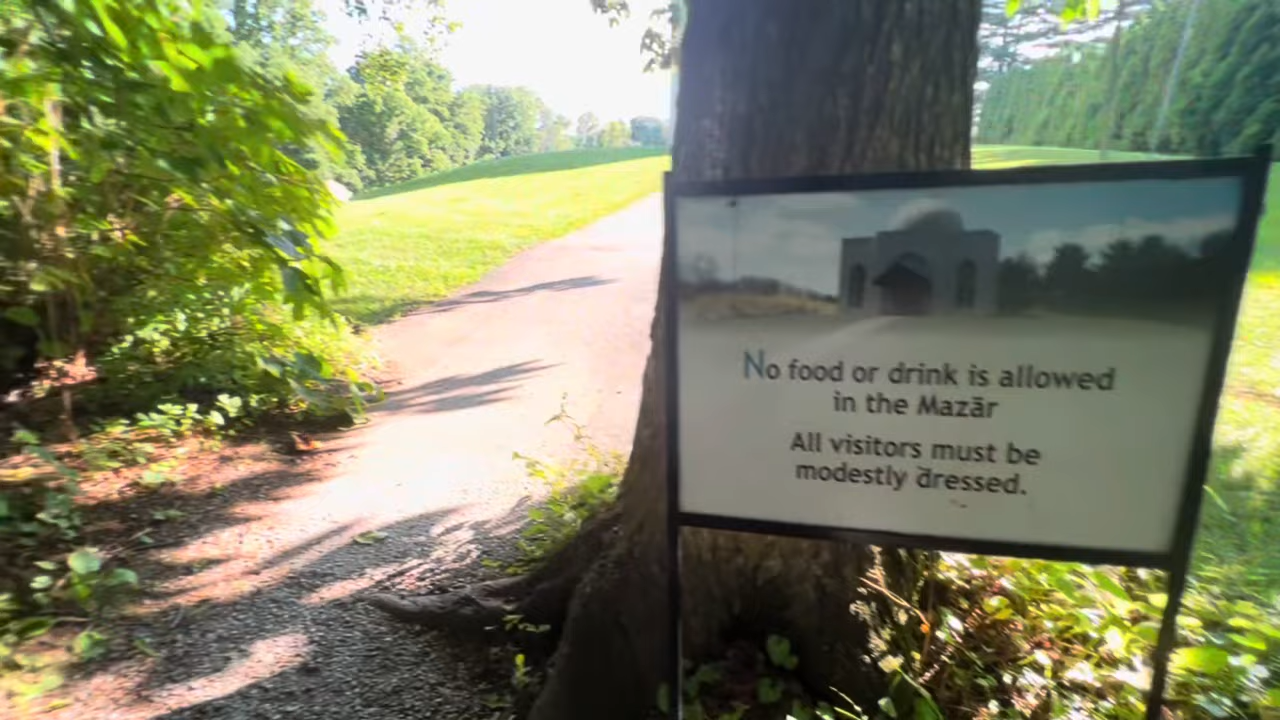 No food or drink is allowed
in the Mazār
All visitors must be
modestly dressed.